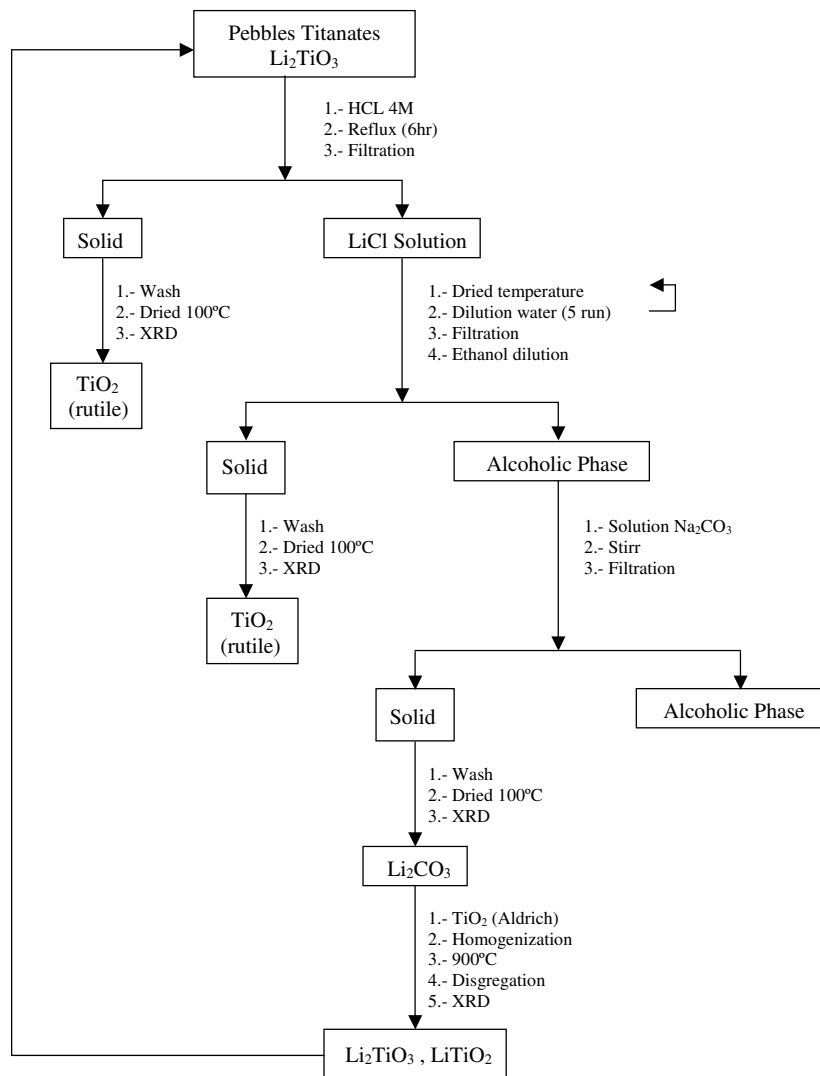 Pebbles Titanates
Li₂TiO₃
1.- HCL 4M
2.- Reflux (6hr)
3.- Filtration
Solid
LiCl Solution
1.- Wash
2.- Dried 100ºC
3.- XRD
1.- Dried temperature
2.- Dilution water (5 run)
3.- Filtration
4.- Ethanol dilution
TiO₂
(rutile)
Solid
Alcoholic Phase
1.- Wash
2.- Dried 100ºC
3.- XRD
1.- Solution Na₂CO₃
2.- Stirr
3.- Filtration
TiO₂
(rutile)
Solid
Alcoholic Phase
1.- Wash
2.- Dried 100ºC
3.- XRD
Li₂CO₃
1.- TiO₂ (Aldrich)
2.- Homogenization
3.- 900ºC
4.- Disgregation
5.- XRD
Li₂TiO₃ , LiTiO₂